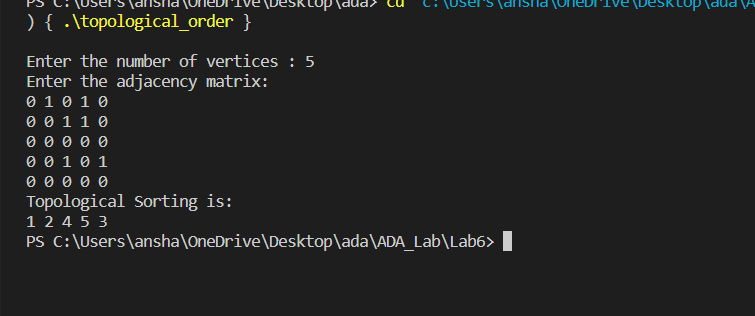 PS C:\Users\ansha\OneDrive\Desktop\ada> cd "c:\Users\ansha\OneDrive\Desktop\ada\A
) { .\topological_order }
Enter the number of vertices : 5
Enter the adjacency matrix:
0 1 0 1 0
0 0 1 1 0
0 0 0 0 0
0 0 1 0 1
0 0 0 0 0
Topological Sorting is:
1 2 4 5 3
PS C:\Users\ansha\OneDrive\Desktop\ada\ADA_Lab\Lab6>